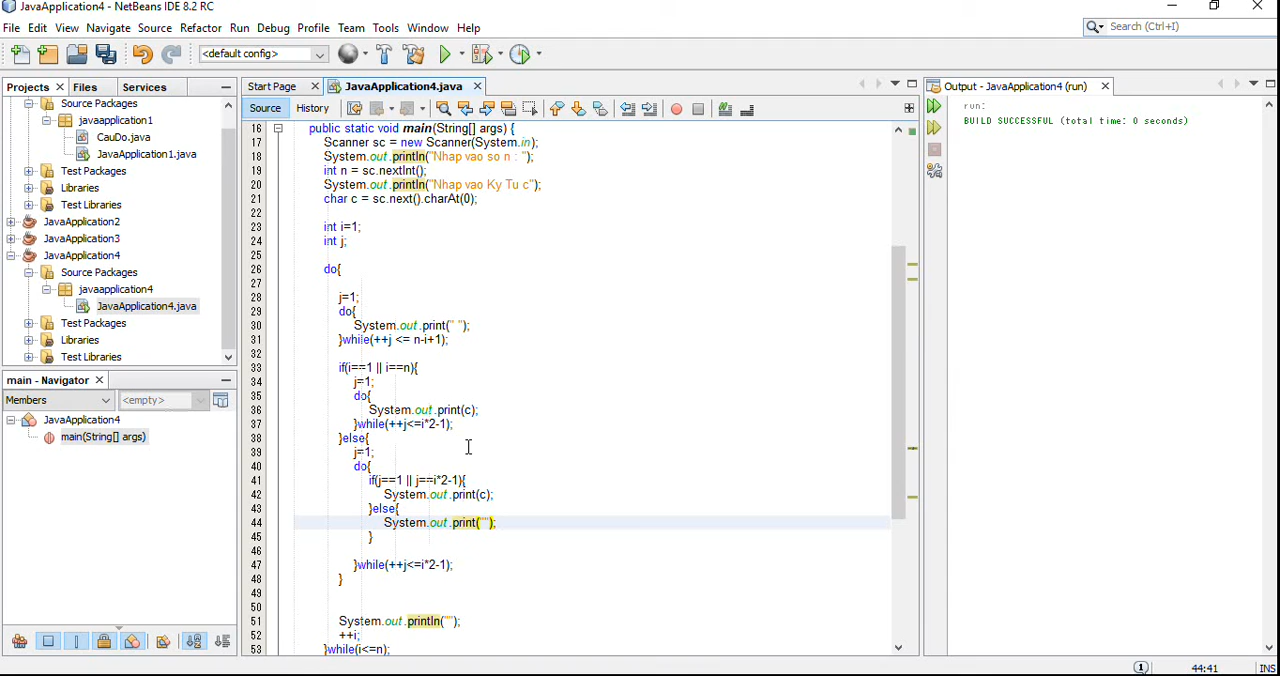 JavaApplication4 - NetBeans IDE 8.2 RC
File Edit View Navigate Source Refactor Run Debug Profile Team Tools Window Help
Search (Ctrl+I)
<default config>
Projects Files Services
Source Packages
javaapplication1
CauDo.java
JavaApplication1.java
Test Packages
Libraries
Test Libraries
JavaApplication2
JavaApplication3
JavaApplication4
Source Packages
javaapplication4
JavaApplication4.java
Test Packages
Libraries
Test Libraries
main - Navigator
Members <empty>
JavaApplication4
main(String[] args)
Start Page JavaApplication4.java
Source History
16 public static void main(String[] args) {
17 Scanner sc = new Scanner(System.in);
18 System.out.println("Nhap vao so n : ");
19 int n = sc.nextInt();
20 System.out.println("Nhap vao Ky Tu c");
21 char c = sc.next().charAt(0);
22
23 int i=1;
24 int j;
25
26 do{
27
28 j=1;
29 do{
30 System.out.print(" ");
31 }while(++j <= n-i+1);
32
33 if(i==1 || i==n){
34 j=1;
35 do{
36 System.out.print(c);
37 }while(++j<=i*2-1);
38 }else{
39 j=1;
40 do{
41 if(j==1 || j==i*2-1){
42 System.out.print(c);
43 }else{
44 System.out.print("");
45 }
46
47 }while(++j<=i*2-1);
48 }
49
50
51 System.out.println("");
52 ++i;
53 }while(i<=n);
Output - JavaApplication4 (run)
run:
BUILD SUCCESSFUL (total time: 0 seconds)
1 44:41 INS